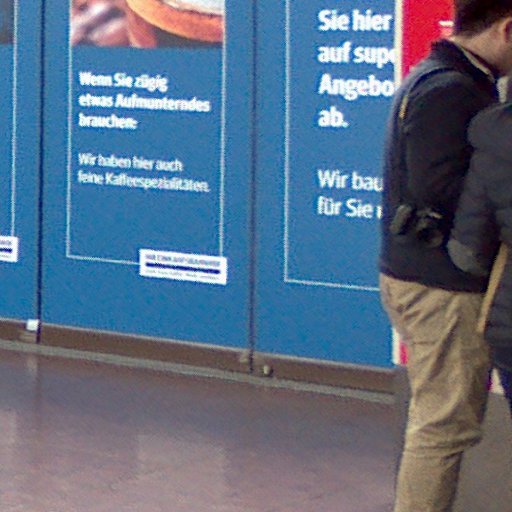 Wenn Sie zügig
etwas Aufmunterndes
brauchen:
Wir haben hier auch
feine Kaffeespezialitäten.
Sie hier
auf supe
Angebo
ab.
Wir bau
für Sie